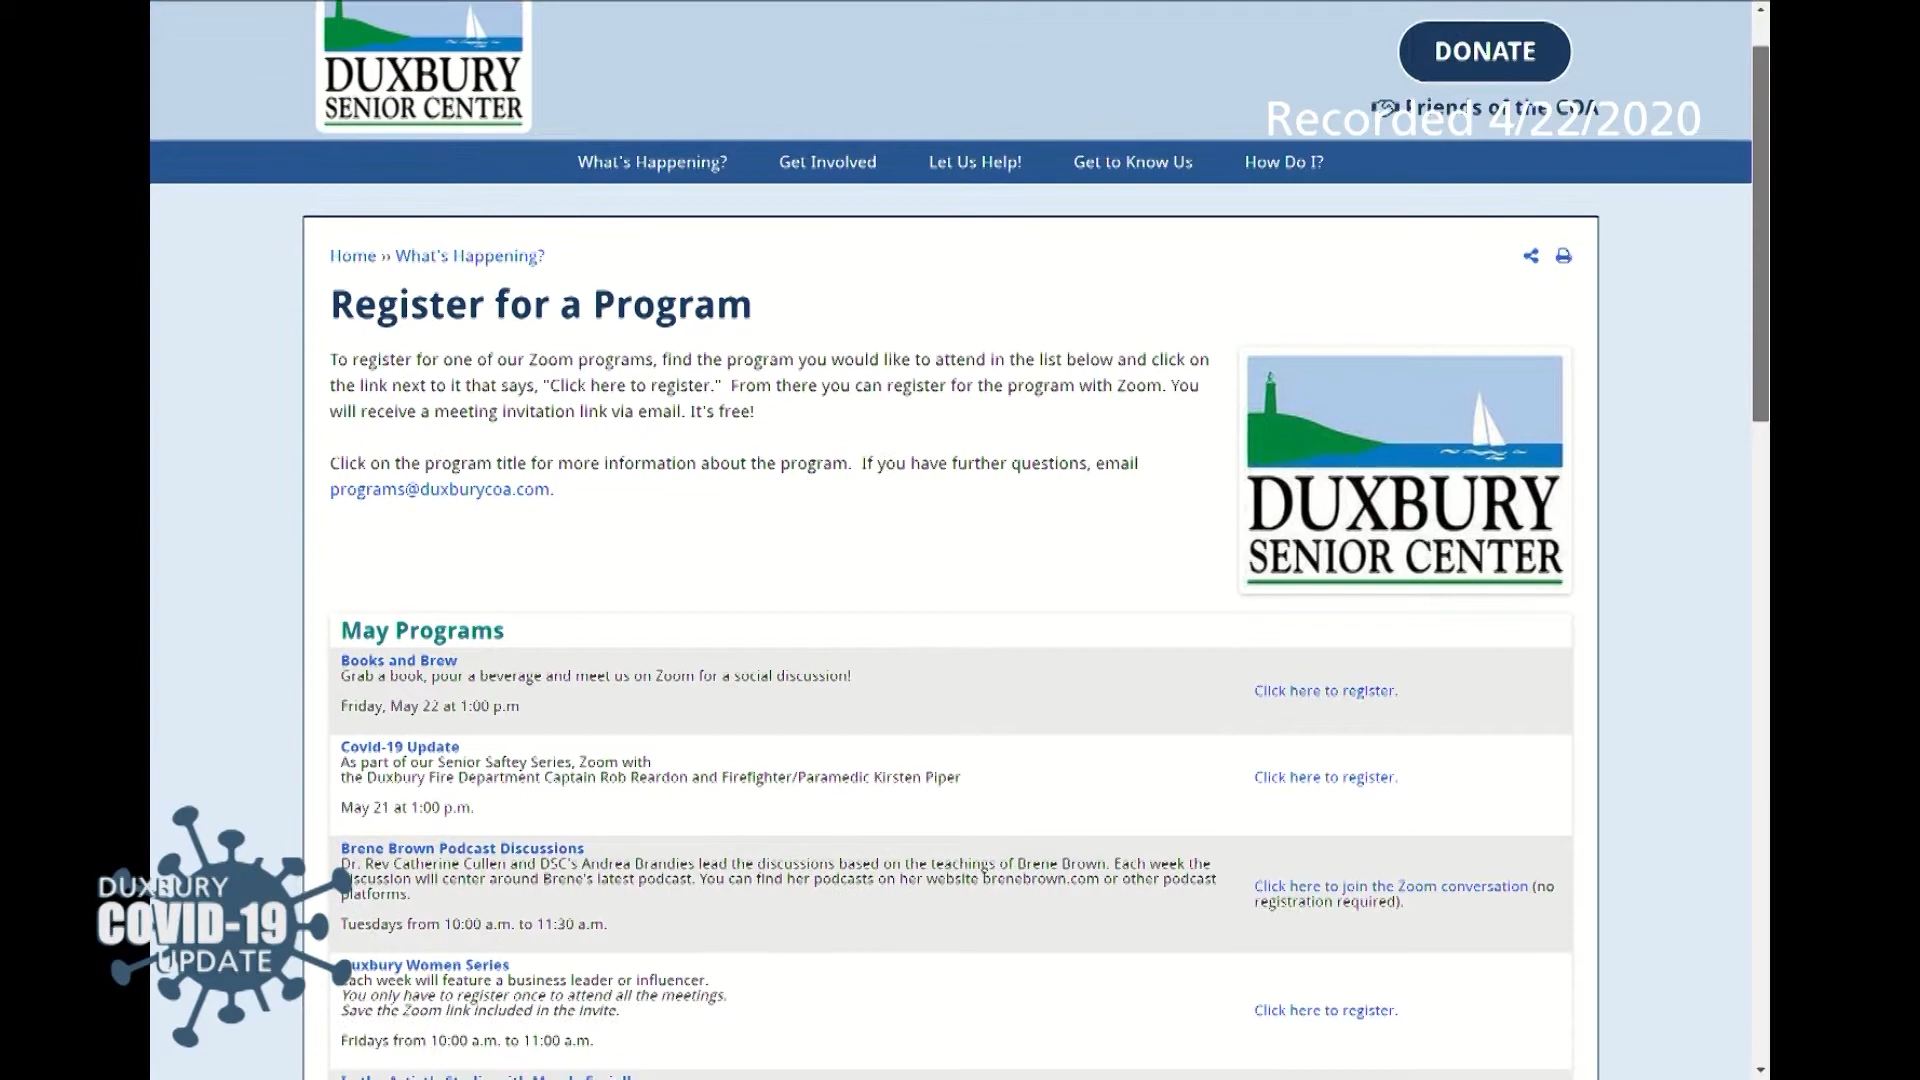 DUXBURY
SENIOR CENTER
DONATE
Friends of the COA
Recorded 4/22/2020
What's Happening?
Get Involved
Let Us Help!
Get to Know Us
How Do I?
Home ›› What's Happening?
Register for a Program
To register for one of our Zoom programs, find the program you would like to attend in the list below and click on
the link next to it that says, "Click here to register."  From there you can register for the program with Zoom. You
will receive a meeting invitation link via email. It's free!
Click on the program title for more information about the program.  If you have further questions, email
programs@duxburycoa.com.
DUXBURY
SENIOR CENTER
May Programs
Books and Brew
Grab a book, pour a beverage and meet us on Zoom for a social discussion!
Friday, May 22 at 1:00 p.m
Click here to register.
Covid-19 Update
As part of our Senior Saftey Series, Zoom with
the Duxbury Fire Department Captain Rob Reardon and Firefighter/Paramedic Kirsten Piper
May 21 at 1:00 p.m.
Click here to register.
Brene Brown Podcast Discussions
Dr. Rev Catherine Cullen and DSC's Andrea Brandies lead the discussions based on the teachings of Brene Brown. Each week the
discussion will center around Brene's latest podcast. You can find her podcasts on her website brenebrown.com or other podcast
platforms.
Tuesdays from 10:00 a.m. to 11:30 a.m.
Click here to join the Zoom conversation (no
registration required).
Duxbury Women Series
Each week will feature a business leader or influencer.
You only have to register once to attend all the meetings.
Save the Zoom link included in the invite.
Fridays from 10:00 a.m. to 11:00 a.m.
Click here to register.
DUXBURY
COVID-19
UPDATE